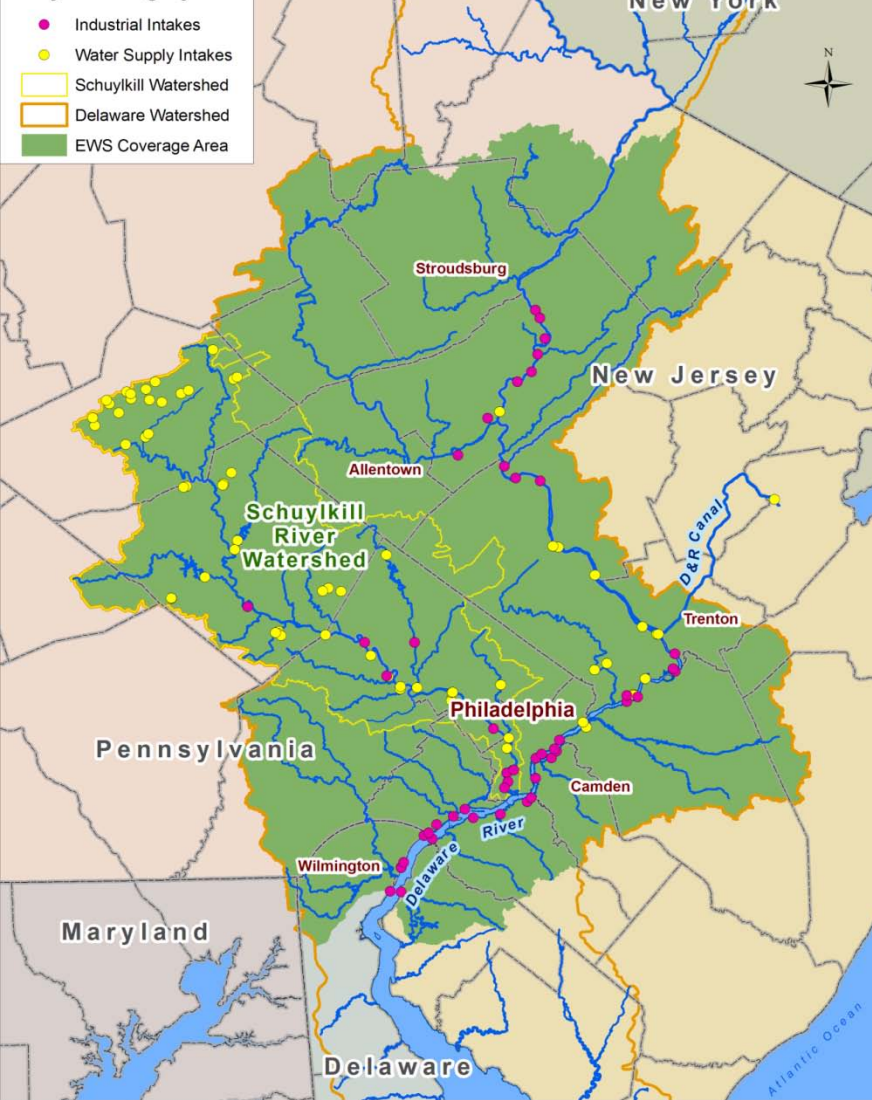 New York
Industrial Intakes
Water Supply Intakes
Schuylkill Watershed
Delaware Watershed
EWS Coverage Area
N
Stroudsburg
New Jersey
Allentown
Schuylkill
River
Watershed
D&R Canal
Trenton
Philadelphia
Pennsylvania
Camden
River
Wilmington
Delaware
Maryland
Atlantic Ocean
Delaware